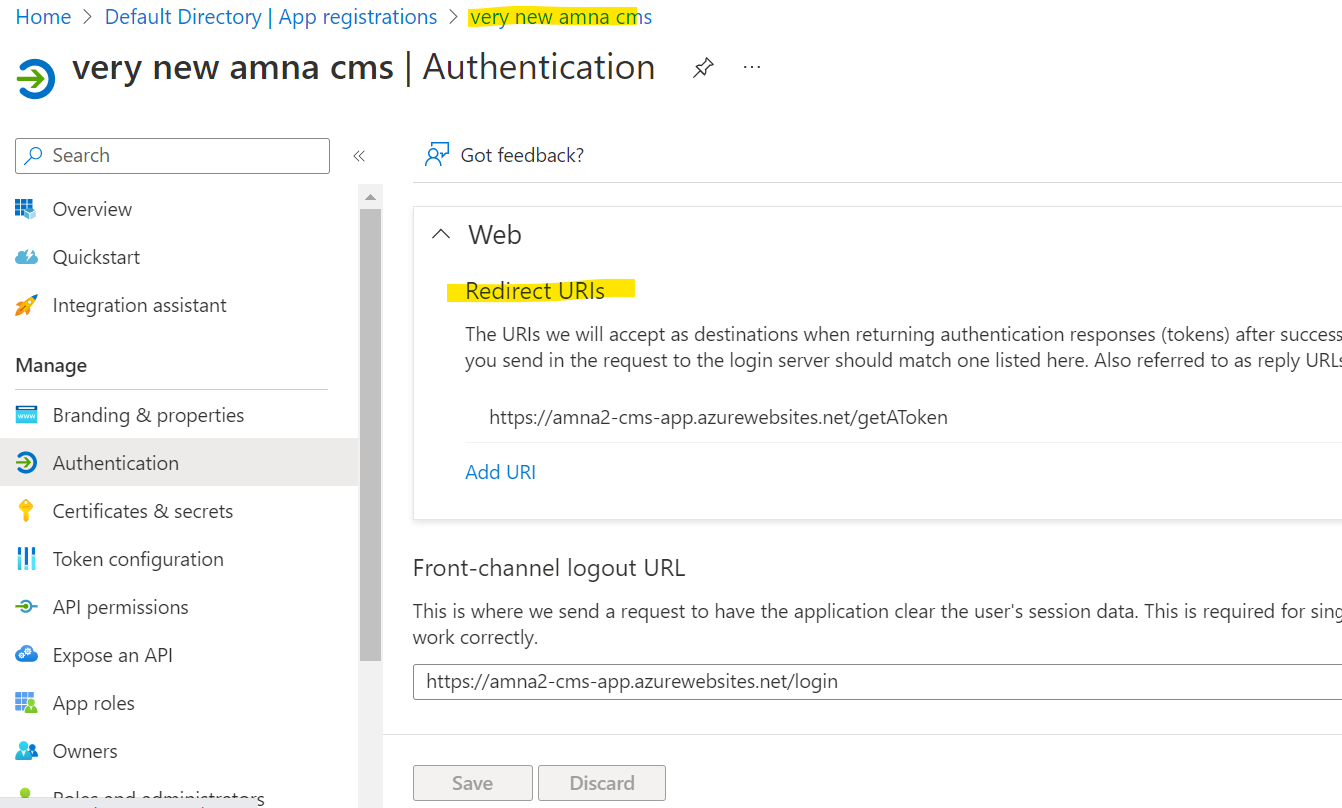 Home > Default Directory | App registrations > very new amna cms
very new amna cms | Authentication
Search
Overview
Quickstart
Integration assistant
Manage
Branding & properties
Authentication
Certificates & secrets
Token configuration
API permissions
Expose an API
App roles
Owners
Roles and administrators
Got feedback?
Web
Redirect URIs
The URIs we will accept as destinations when returning authentication responses (tokens) after success
you send in the request to the login server should match one listed here. Also referred to as reply URLs
https://amna2-cms-app.azurewebsites.net/getAToken
Add URI
Front-channel logout URL
This is where we send a request to have the application clear the user's session data. This is required for sing
work correctly.
https://amna2-cms-app.azurewebsites.net/login
Save Discard